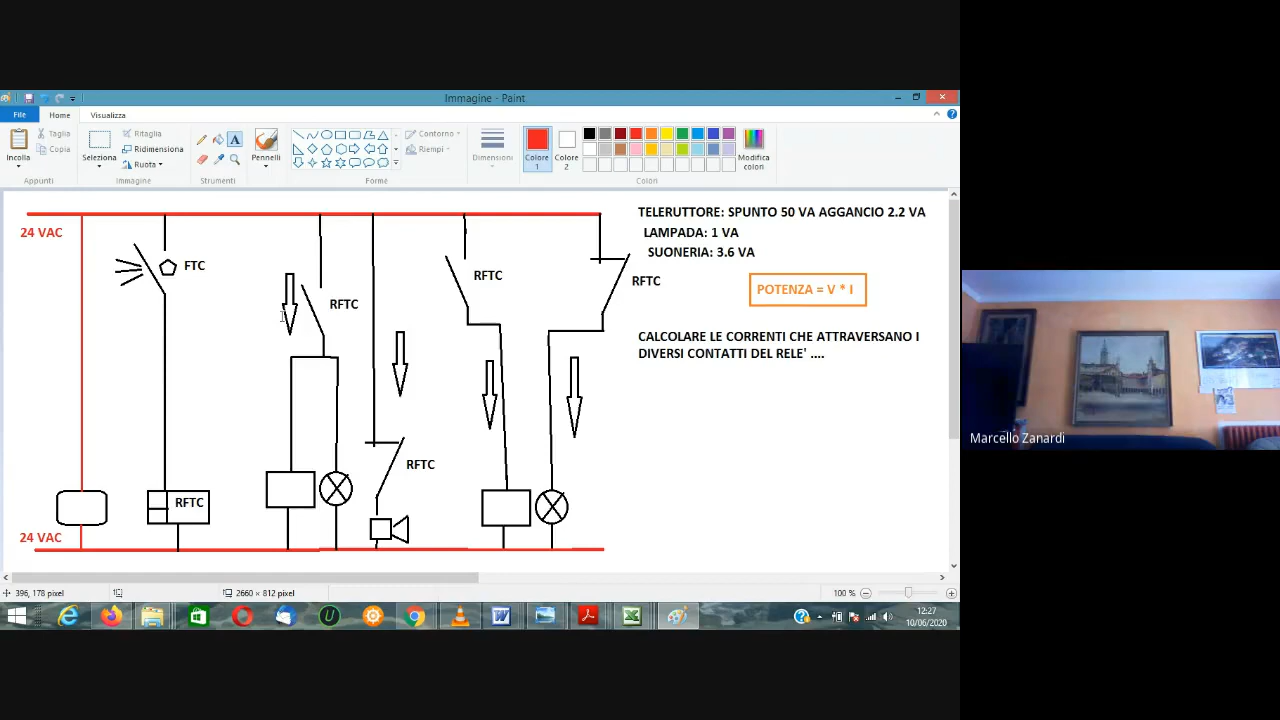 Immagine - Paint
File
Home
Visualizza
Incolla
Taglia
Copia
Appunti
Seleziona
Ritaglia
Ridimensiona
Ruota
Immagine
Strumenti
Pennelli
Contorno
Riempi
Forme
Dimensioni
Colore 1
Colore 2
Modifica colori
Colori
24 VAC
FTC
RFTC
RFTC
RFTC
RFTC
RFTC
24 VAC
TELERUTTORE: SPUNTO 50 VA AGGANCIO 2.2 VA
LAMPADA: 1 VA
SUONERIA: 3.6 VA
POTENZA = V * I
CALCOLARE LE CORRENTI CHE ATTRAVERSANO I
DIVERSI CONTATTI DEL RELE' ....
396, 178 pixel
2660 × 812 pixel
100 %
12:27
10/06/2020
Marcello Zanardi